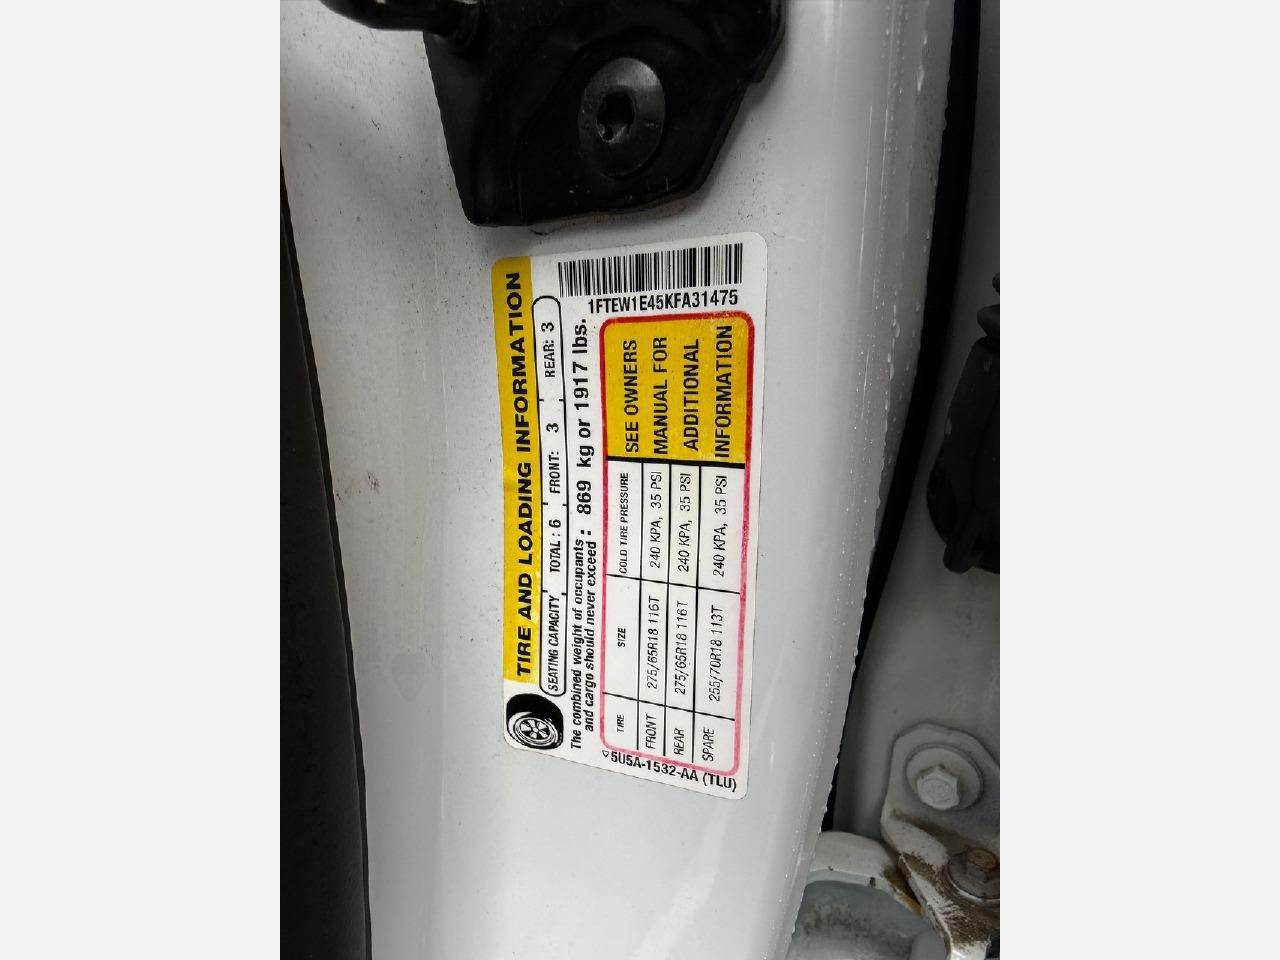 TIRE AND LOADING INFORMATION
SEATING CAPACITY TOTAL : 6 FRONT: 3 REAR: 3
The combined weight of occupants
and cargo should never exceed : 869 kg or 1917 lbs.
TIRE SIZE COLD TIRE PRESSURE
FRONT 275/65R18 116T 240 KPA, 35 PSI
REAR 275/65R18 116T 240 KPA, 35 PSI
SPARE 255/70R18 113T 240 KPA, 35 PSI
SEE OWNERS
MANUAL FOR
ADDITIONAL
INFORMATION
5U5A-1532-AA (TLU)
1FTEW1E45KFA31475